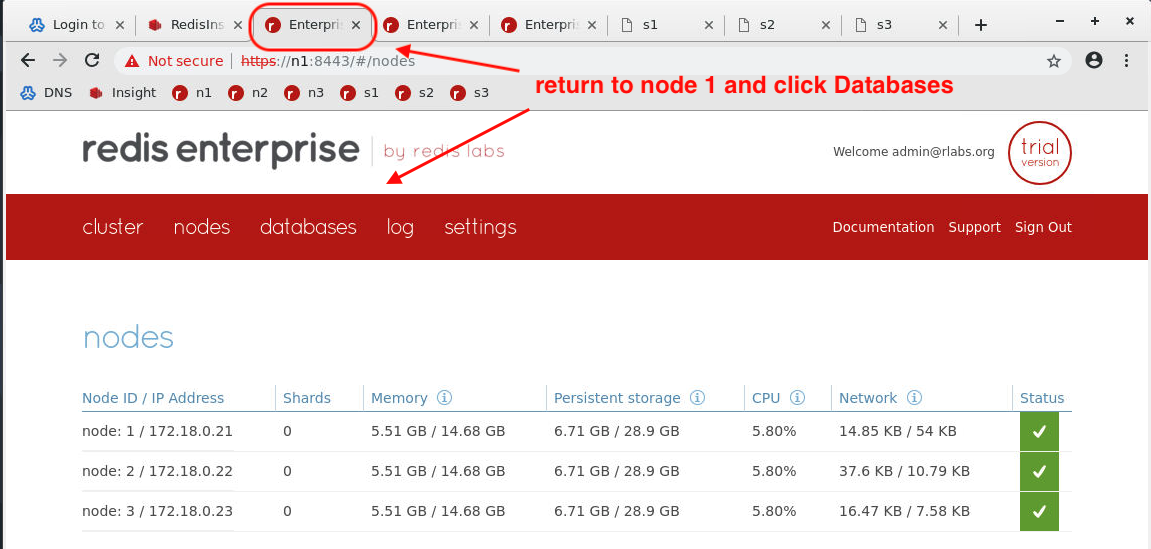 Login to
RedisIns
Enterpris
Enterpris
Enterpris
s1
s2
s3
Not secure | https://n1:8443/#/nodes
DNS Insight n1 n2 n3 s1 s2 s3
return to node 1 and click Databases
redis enterprise by redis labs
Welcome admin@rlabs.org
trial
version
cluster nodes databases log settings
Documentation Support Sign Out
nodes
Node ID / IP Address Shards Memory Persistent storage CPU Network Status
node: 1 / 172.18.0.21 0 5.51 GB / 14.68 GB 6.71 GB / 28.9 GB 5.80% 14.85 KB / 54 KB
node: 2 / 172.18.0.22 0 5.51 GB / 14.68 GB 6.71 GB / 28.9 GB 5.80% 37.6 KB / 10.79 KB
node: 3 / 172.18.0.23 0 5.51 GB / 14.68 GB 6.71 GB / 28.9 GB 5.80% 16.47 KB / 7.58 KB